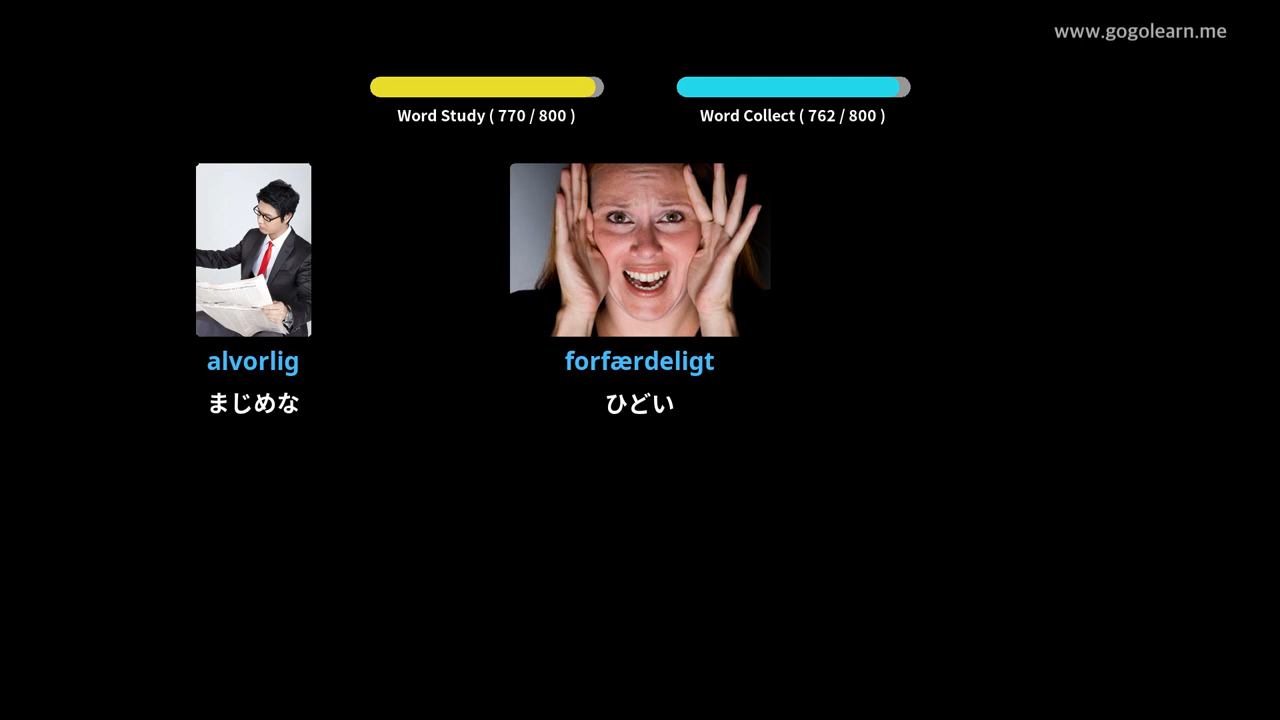 www.gogolearn.me
Word Study ( 770 / 800 )
Word Collect ( 762 / 800 )
alvorlig
まじめな
forfærdeligt
ひどい